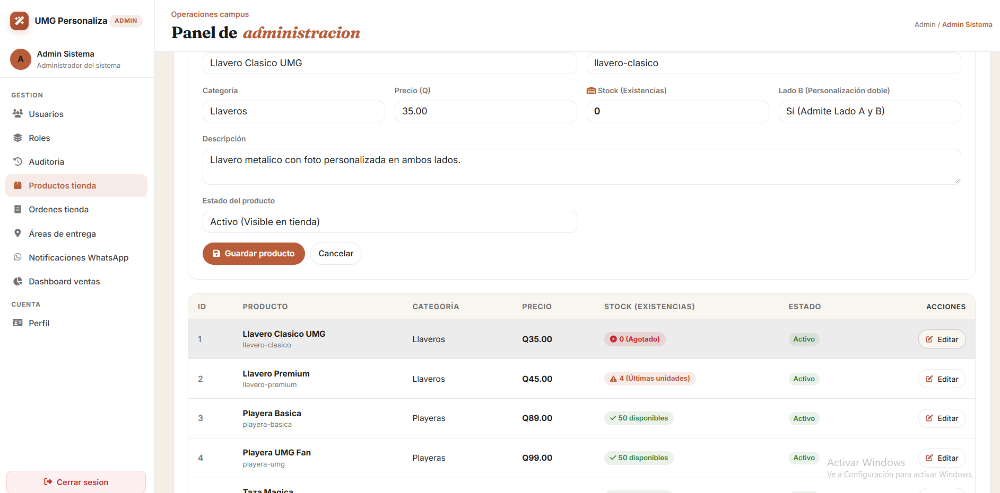 UMG Personaliza ADMIN
A
Admin Sistema
Administrador del sistema
GESTION
Usuarios
Roles
Auditoria
Productos tienda
Ordenes tienda
Áreas de entrega
Notificaciones WhatsApp
Dashboard ventas
CUENTA
Perfil
Cerrar sesion
Operaciones campus
Panel de administracion
Admin / Admin Sistema
Llavero Clasico UMG
llavero-clasico
Categoría
Precio (Q)
Stock (Existencias)
Lado B (Personalización doble)
Llaveros
35.00
0
Sí (Admite Lado A y B)
Descripción
Llavero metalico con foto personalizada en ambos lados.
Estado del producto
Activo (Visible en tienda)
Guardar producto
Cancelar
ID PRODUCTO CATEGORÍA PRECIO STOCK (EXISTENCIAS) ESTADO ACCIONES
1 Llavero Clasico UMG Llaveros Q35.00 0 (Agotado) Activo Editar
llavero-clasico
2 Llavero Premium Llaveros Q45.00 4 (Últimas unidades) Activo Editar
llavero-premium
3 Playera Basica Playeras Q89.00 50 disponibles Activo Editar
playera-basica
4 Playera UMG Fan Playeras Q99.00 50 disponibles Activo Editar
playera-umg
Taza Magica
Activar Windows
Ve a Configuración para activar Windows.